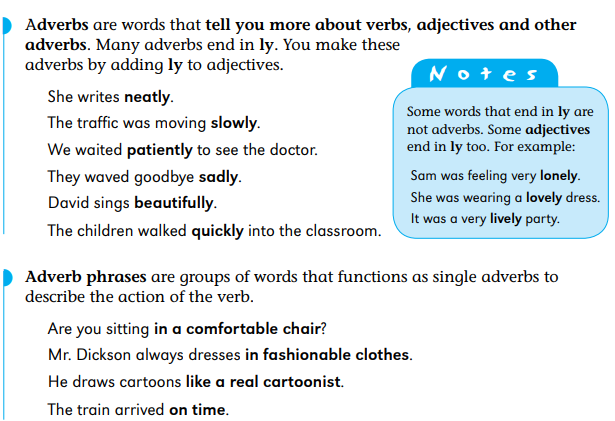 Adverbs are words that tell you more about verbs, adjectives and other
adverbs. Many adverbs end in ly. You make these
adverbs by adding ly to adjectives.
She writes neatly.
The traffic was moving slowly.
We waited patiently to see the doctor.
They waved goodbye sadly.
David sings beautifully.
The children walked quickly into the classroom.
Notes
Some words that end in ly are
not adverbs. Some adjectives
end in ly too. For example:
Sam was feeling very lonely.
She was wearing a lovely dress.
It was a very lively party.
Adverb phrases are groups of words that functions as single adverbs to
describe the action of the verb.
Are you sitting in a comfortable chair?
Mr. Dickson always dresses in fashionable clothes.
He draws cartoons like a real cartoonist.
The train arrived on time.